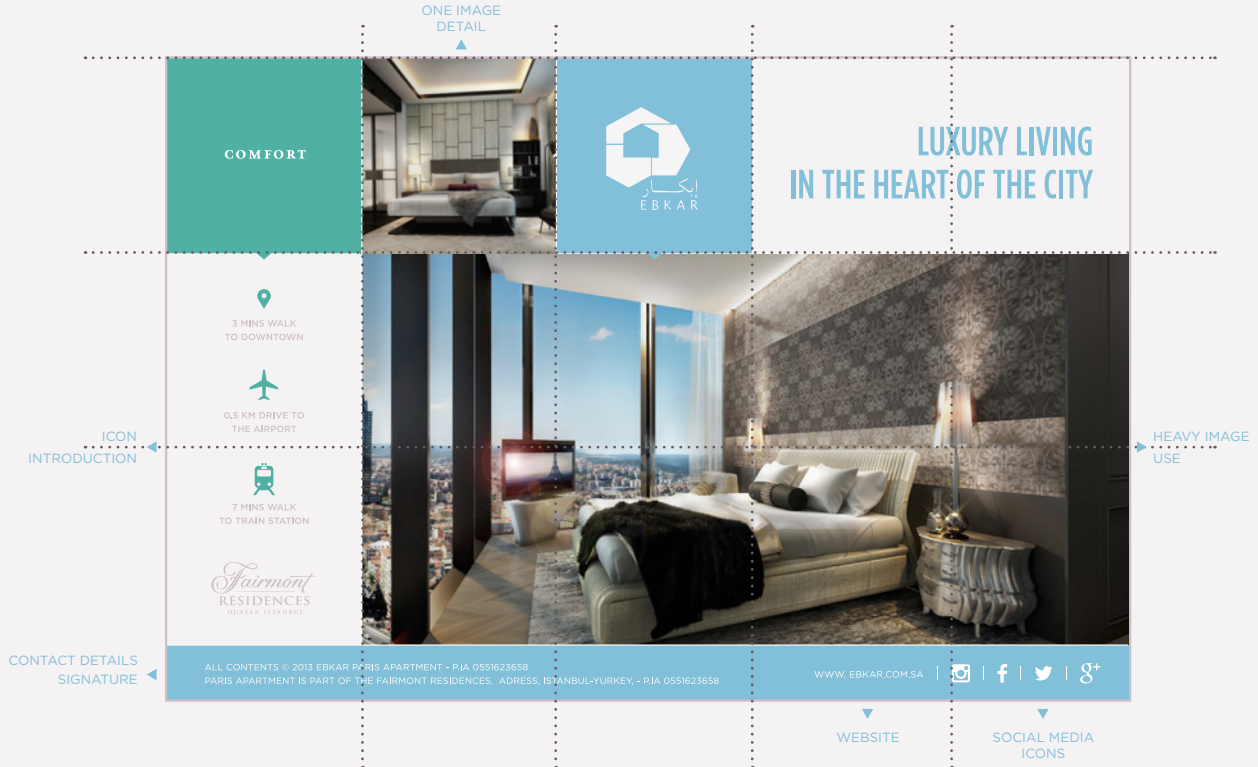 ONE IMAGE
DETAIL
COMFORT
إبكار
EBKAR
LUXURY LIVING
IN THE HEART OF THE CITY
3 MINS WALK
TO DOWNTOWN
0,5 KM DRIVE TO
THE AIRPORT
ICON
INTRODUCTION
HEAVY IMAGE
USE
7 MINS WALK
TO TRAIN STATION
Fairmont
RESIDENCES
QUASAR ISTANBUL
CONTACT DETAILS
SIGNATURE
ALL CONTENTS © 2013 EBKAR PARIS APARTMENT - P.IA 0551623658
PARIS APARTMENT IS PART OF THE FAIRMONT RESIDENCES, ADRESS, ISTANBUL-YURKEY, - P.IA 0551623658
WWW. EBKAR.COM.SA
WEBSITE
SOCIAL MEDIA
ICONS